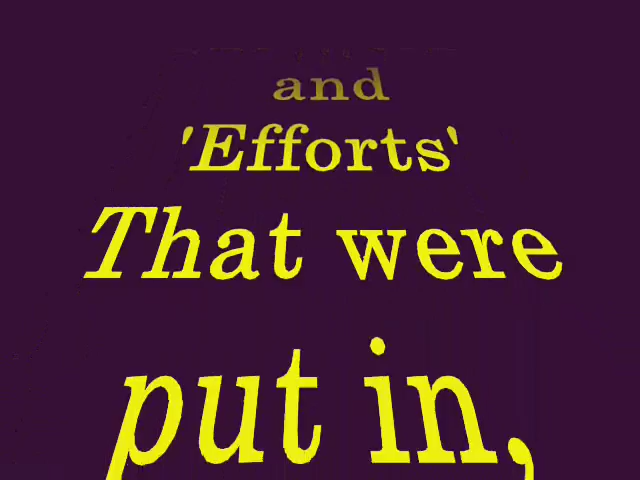 and
'Efforts'
That were
put in,